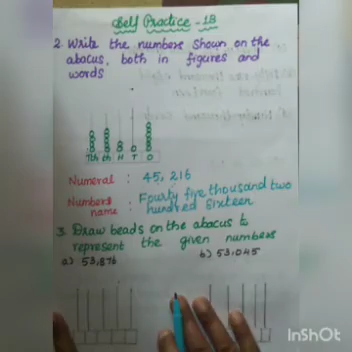 Self Practice - 1B
2. Write the numbers shown on the
abacus, both in figures and
words
Tth th H T O
Numeral : 45,216
Numbers name : Fourty five thousand two
hundred Sixteen
3. Draw beads on the abacus to
represent the given numbers
a) 53,876 b) 53,045
InShOt